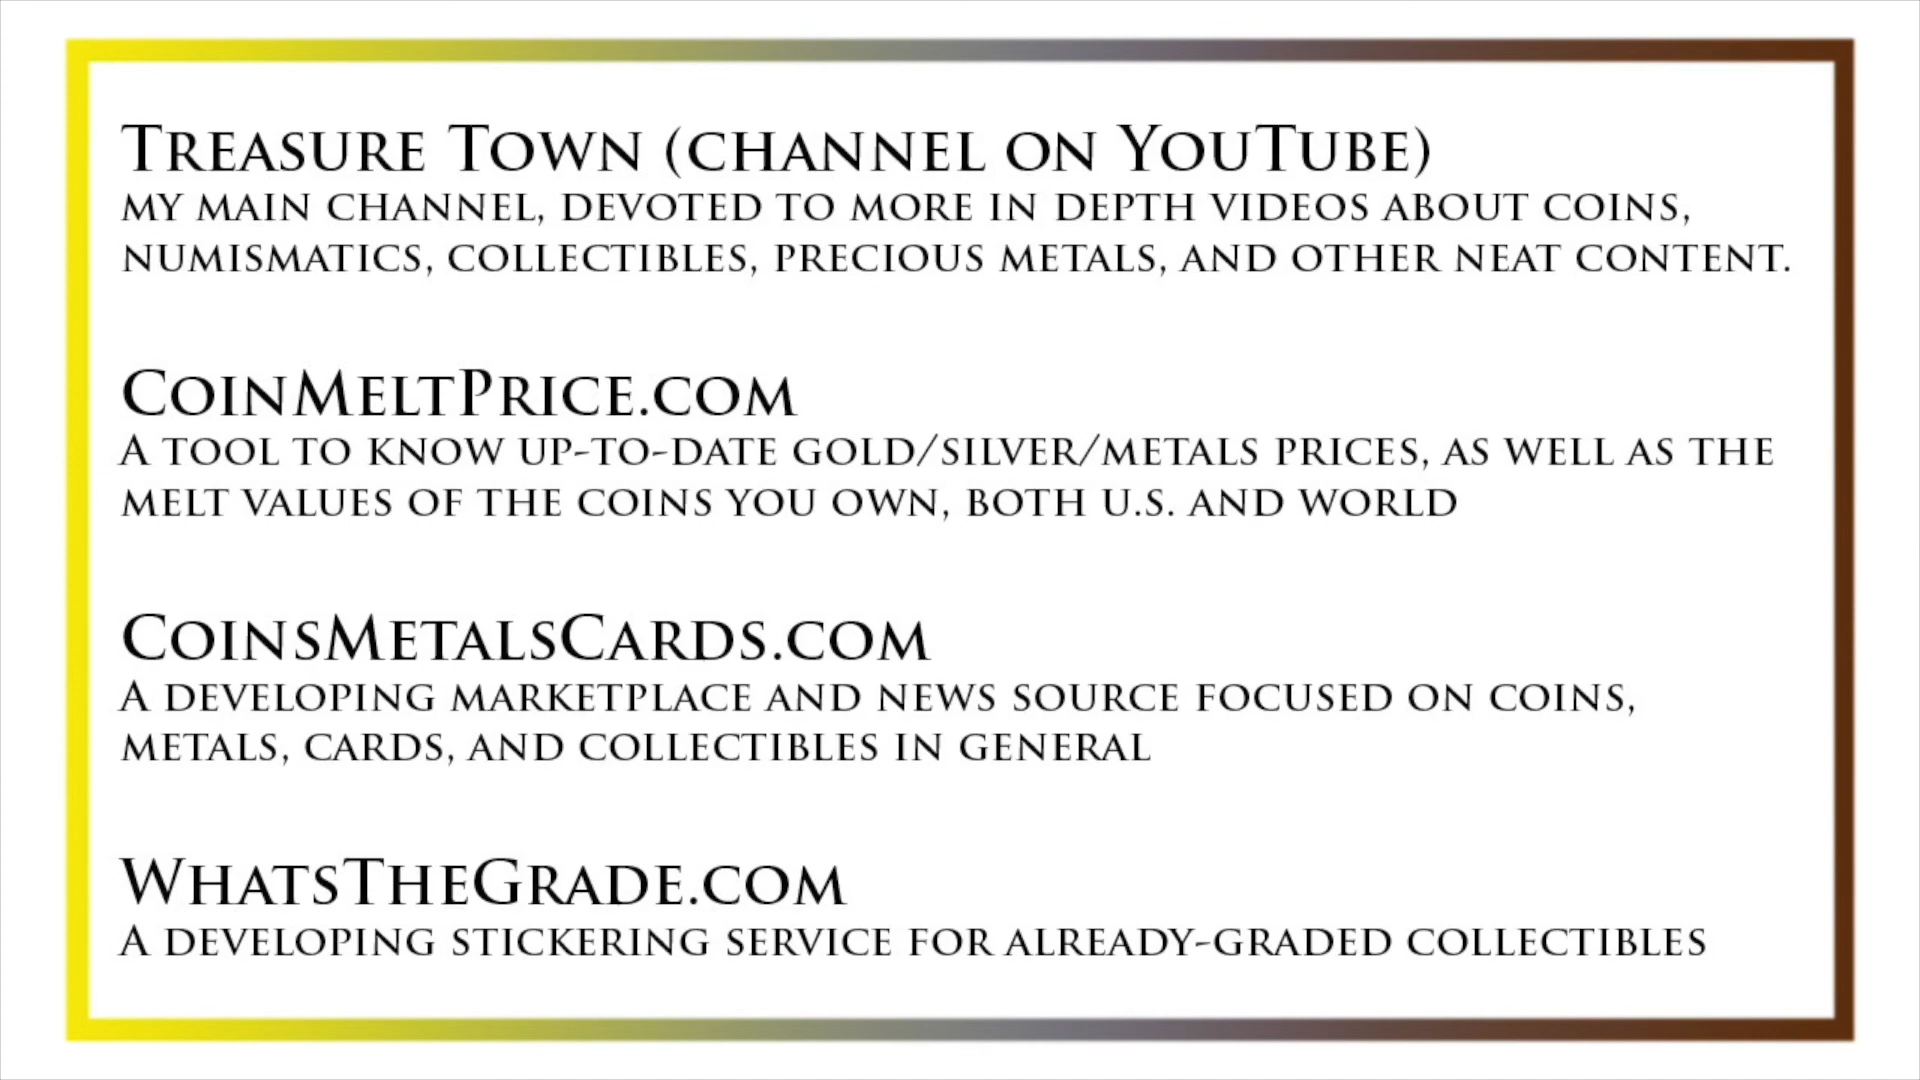 Treasure Town (channel on YouTube)
my main channel, devoted to more in depth videos about coins,
numismatics, collectibles, precious metals, and other neat content.
CoinMeltPrice.com
A tool to know up-to-date gold/silver/metals prices, as well as the
melt values of the coins you own, both U.S. and world
CoinsMetalsCards.com
A developing marketplace and news source focused on coins,
metals, cards, and collectibles in general
WhatsTheGrade.com
A developing stickering service for already-graded collectibles